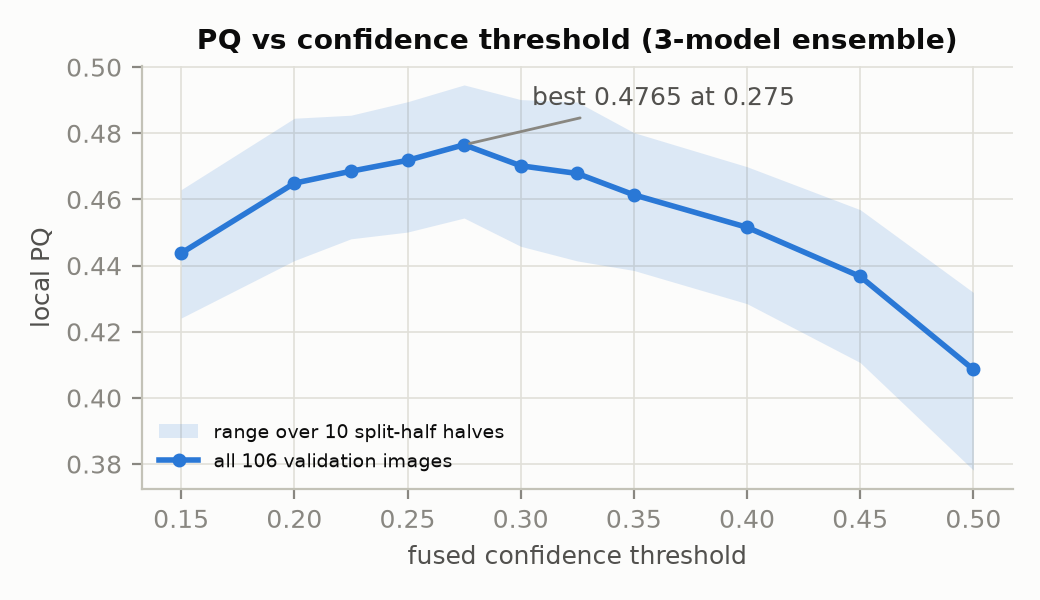 PQ vs confidence threshold (3-model ensemble)
0.50
0.48
0.46
0.44
0.42
0.40
0.38
local PQ
best 0.4765 at 0.275
range over 10 split-half halves
all 106 validation images
0.15 0.20 0.25 0.30 0.35 0.40 0.45 0.50
fused confidence threshold